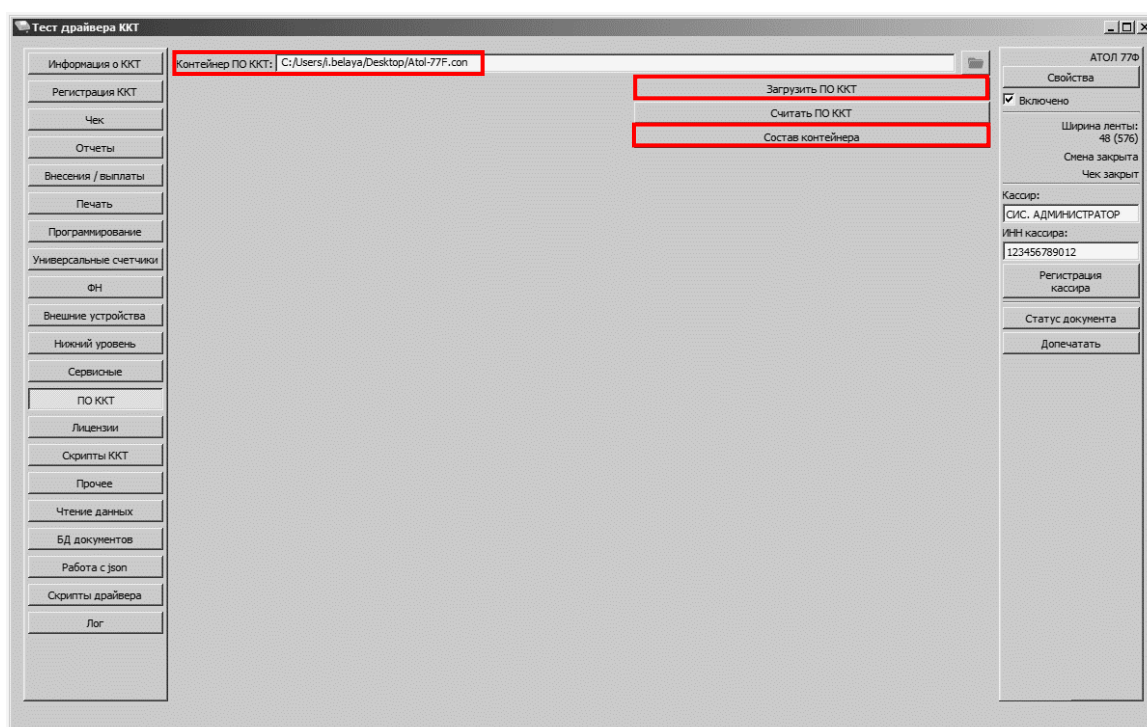 Тест драйвера ККТ
Информация о ККТ
Регистрация ККТ
Чек
Отчеты
Внесения / выплаты
Печать
Программирование
Универсальные счетчики
ФН
Внешние устройства
Нижний уровень
Сервисные
ПО ККТ
Лицензии
Скрипты ККТ
Прочее
Чтение данных
БД документов
Работа с json
Скрипты драйвера
Лог
Контейнер ПО ККТ: C:/Users/i.belaya/Desktop/Atol-77F.con
Загрузить ПО ККТ
Считать ПО ККТ
Состав контейнера
АТОЛ 77Ф
Свойства
Включено
Ширина ленты:
48 (576)
Смена закрыта
Чек закрыт
Кассир:
СИС. АДМИНИСТРАТОР
ИНН кассира:
123456789012
Регистрация
кассира
Статус документа
Допечатать